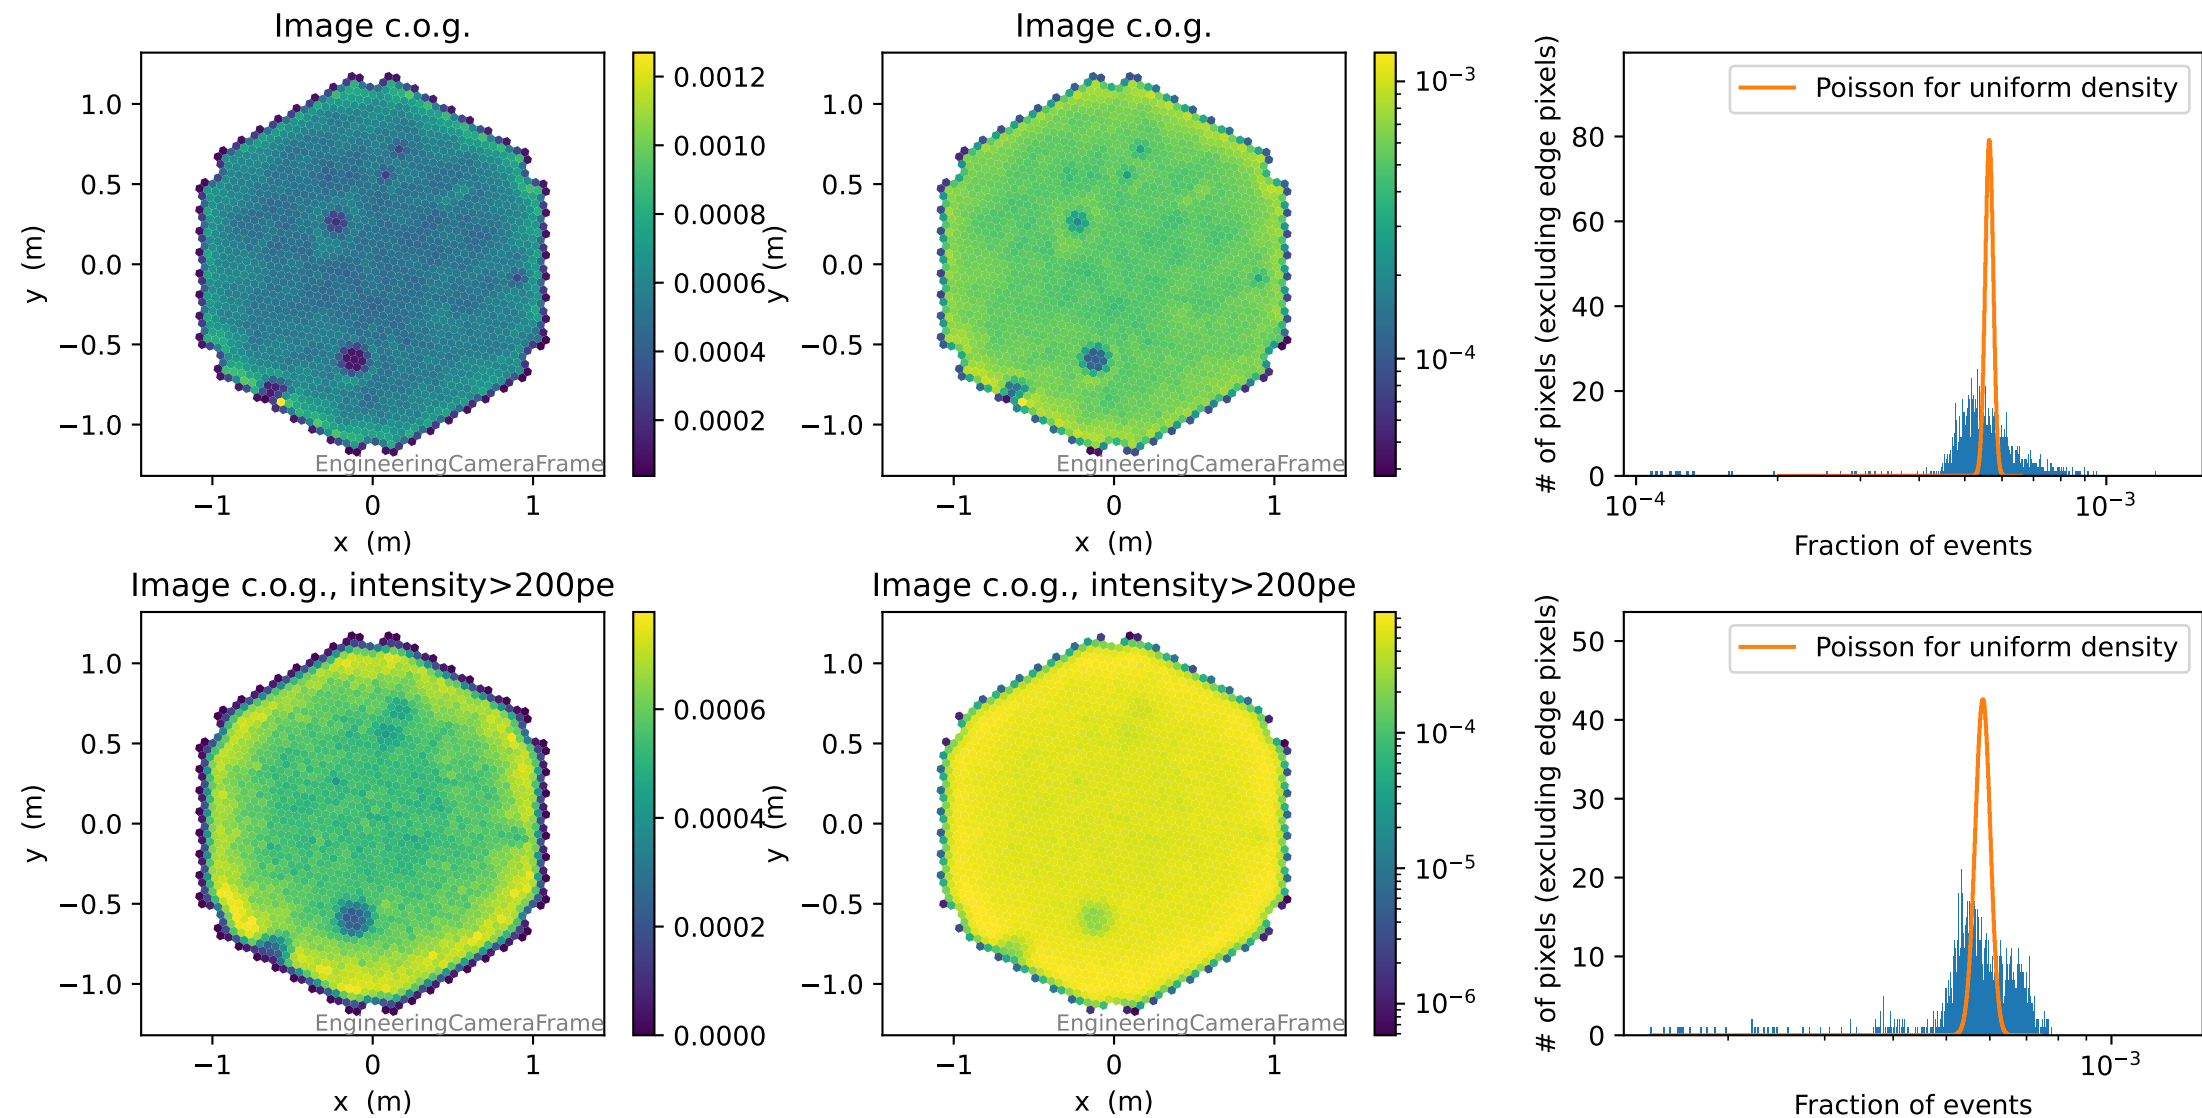 Image c.o.g.
1.0
0.5
0.0
−0.5
−1.0
−1
0
1
x (m)
y (m)
EngineeringCameraFrame
0.0012
0.0010
0.0008
0.0006
0.0004
0.0002
Image c.o.g.
1.0
0.5
0.0
−0.5
−1.0
−1
0
1
x (m)
y (m)
EngineeringCameraFrame
10⁻³
10⁻⁴
Poisson for uniform density
80
60
40
20
0
10⁻⁴
10⁻³
# of pixels (excluding edge pixels)
Fraction of events
Image c.o.g., intensity>200pe
1.0
0.5
0.0
−0.5
−1.0
−1
0
1
x (m)
y (m)
EngineeringCameraFrame
0.0006
0.0004
0.0002
0.0000
Image c.o.g., intensity>200pe
1.0
0.5
0.0
−0.5
−1.0
−1
0
1
x (m)
y (m)
EngineeringCameraFrame
10⁻⁴
10⁻⁵
10⁻⁶
Poisson for uniform density
50
40
30
20
10
0
10⁻³
# of pixels (excluding edge pixels)
Fraction of events